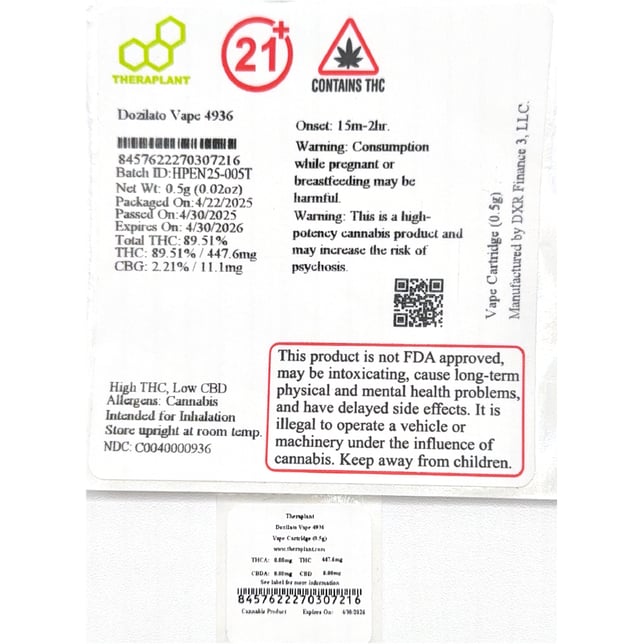 THERAPLANT
21+
CONTAINS THC
Dozilato Vape 4936
8457622270307216
Batch ID:HPEN25-005T
Net Wt: 0.5g (0.02oz)
Packaged On:4/22/2025
Passed On:4/30/2025
Expires On: 4/30/2026
Total THC: 89.51%
THC: 89.51% / 447.6mg
CBG: 2.21% / 11.1mg
Onset: 15m-2hr.
Warning: Consumption
while pregnant or
breastfeeding may be
harmful.
Warning: This is a high-
potency cannabis product and
may increase the risk of
psychosis.
Vape Cartridge (0.5g)
Manufactured by DXR Finance 3, LLC.
High THC, Low CBD
Allergens: Cannabis
Intended for Inhalation
Store upright at room temp.
NDC: C0040000936
This product is not FDA approved,
may be intoxicating, cause long-term
physical and mental health problems,
and have delayed side effects. It is
illegal to operate a vehicle or
machinery under the influence of
cannabis. Keep away from children.
Theraplant
Dozilato Vape 4936
Vape Cartridge (0.5g)
www.theraplant.com
THCA: 0.00mg THC 447.6mg
CBDA: 0.00mg CBD 0.00mg
See label for more information
8457622270307216
Cannabis Product Expires On: 4/30/2026